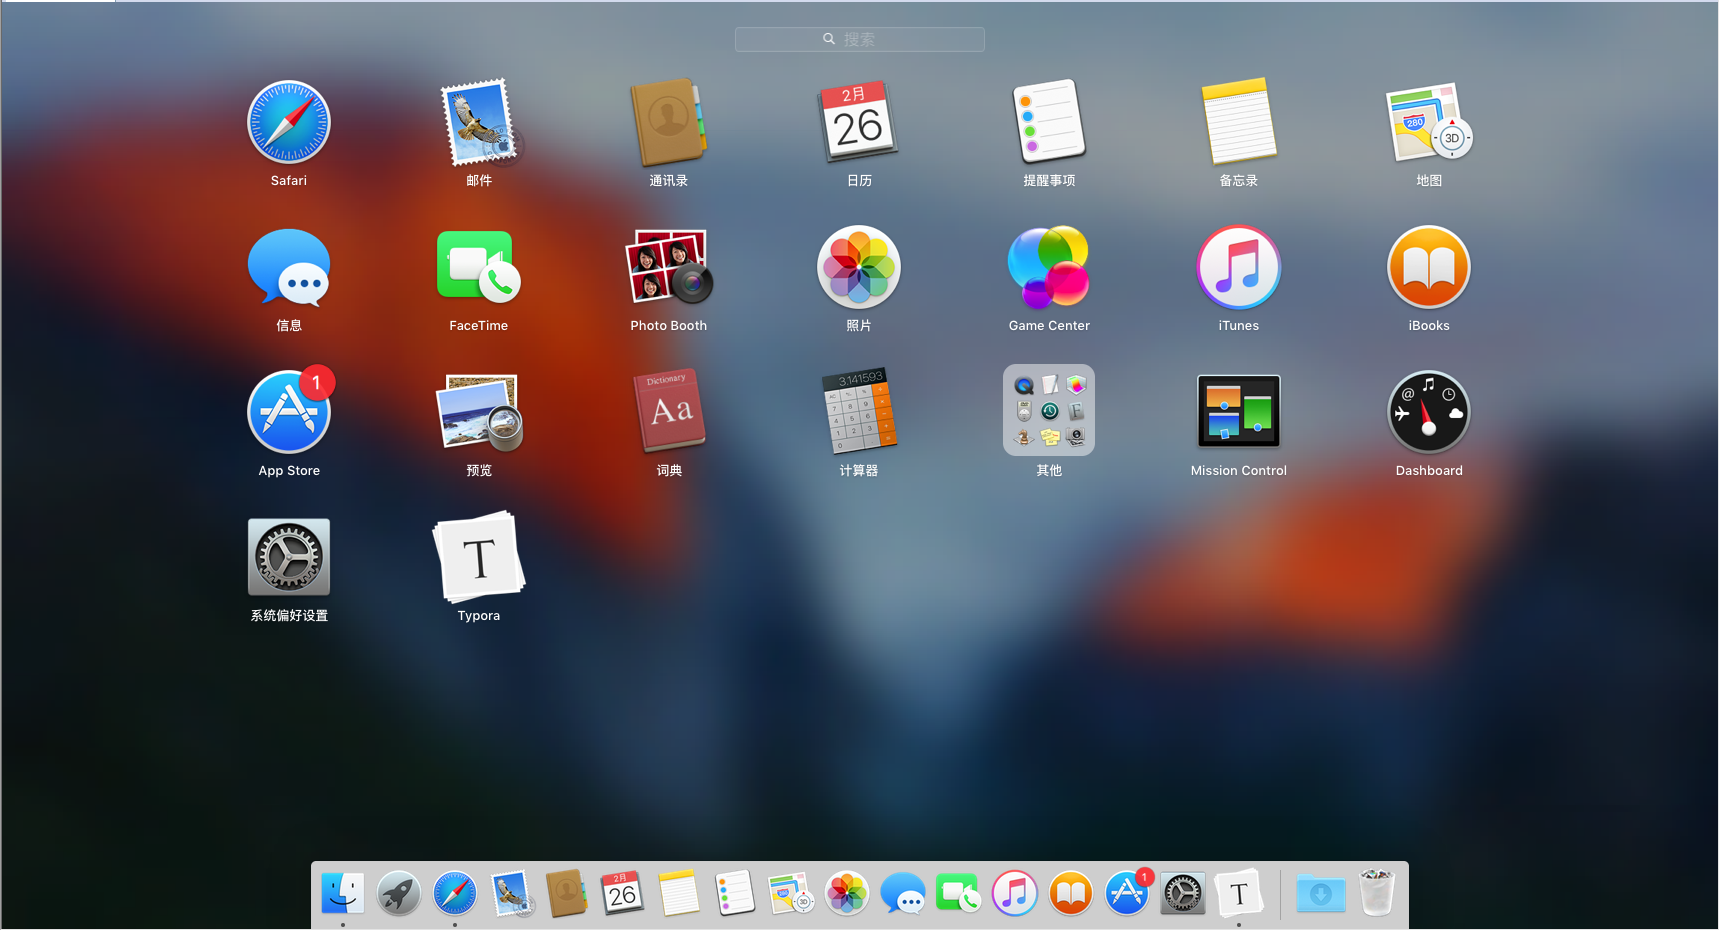 搜索
2月
26
280
3D
Safari
邮件
通讯录
日历
提醒事项
备忘录
地图
信息
FaceTime
Photo Booth
照片
Game Center
iTunes
iBooks
1
Dictionary
Aa
3.141593
@
App Store
预览
词典
计算器
其他
Mission Control
Dashboard
T
系统偏好设置
Typora
2月
26
3D
1
T